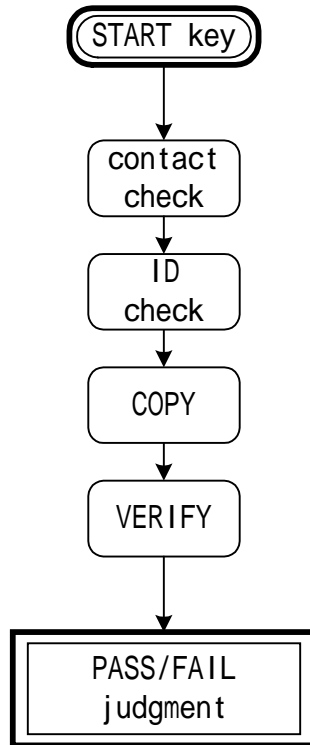 START key
contact
check
ID
check
COPY
VERIFY
PASS/FAIL
judgment